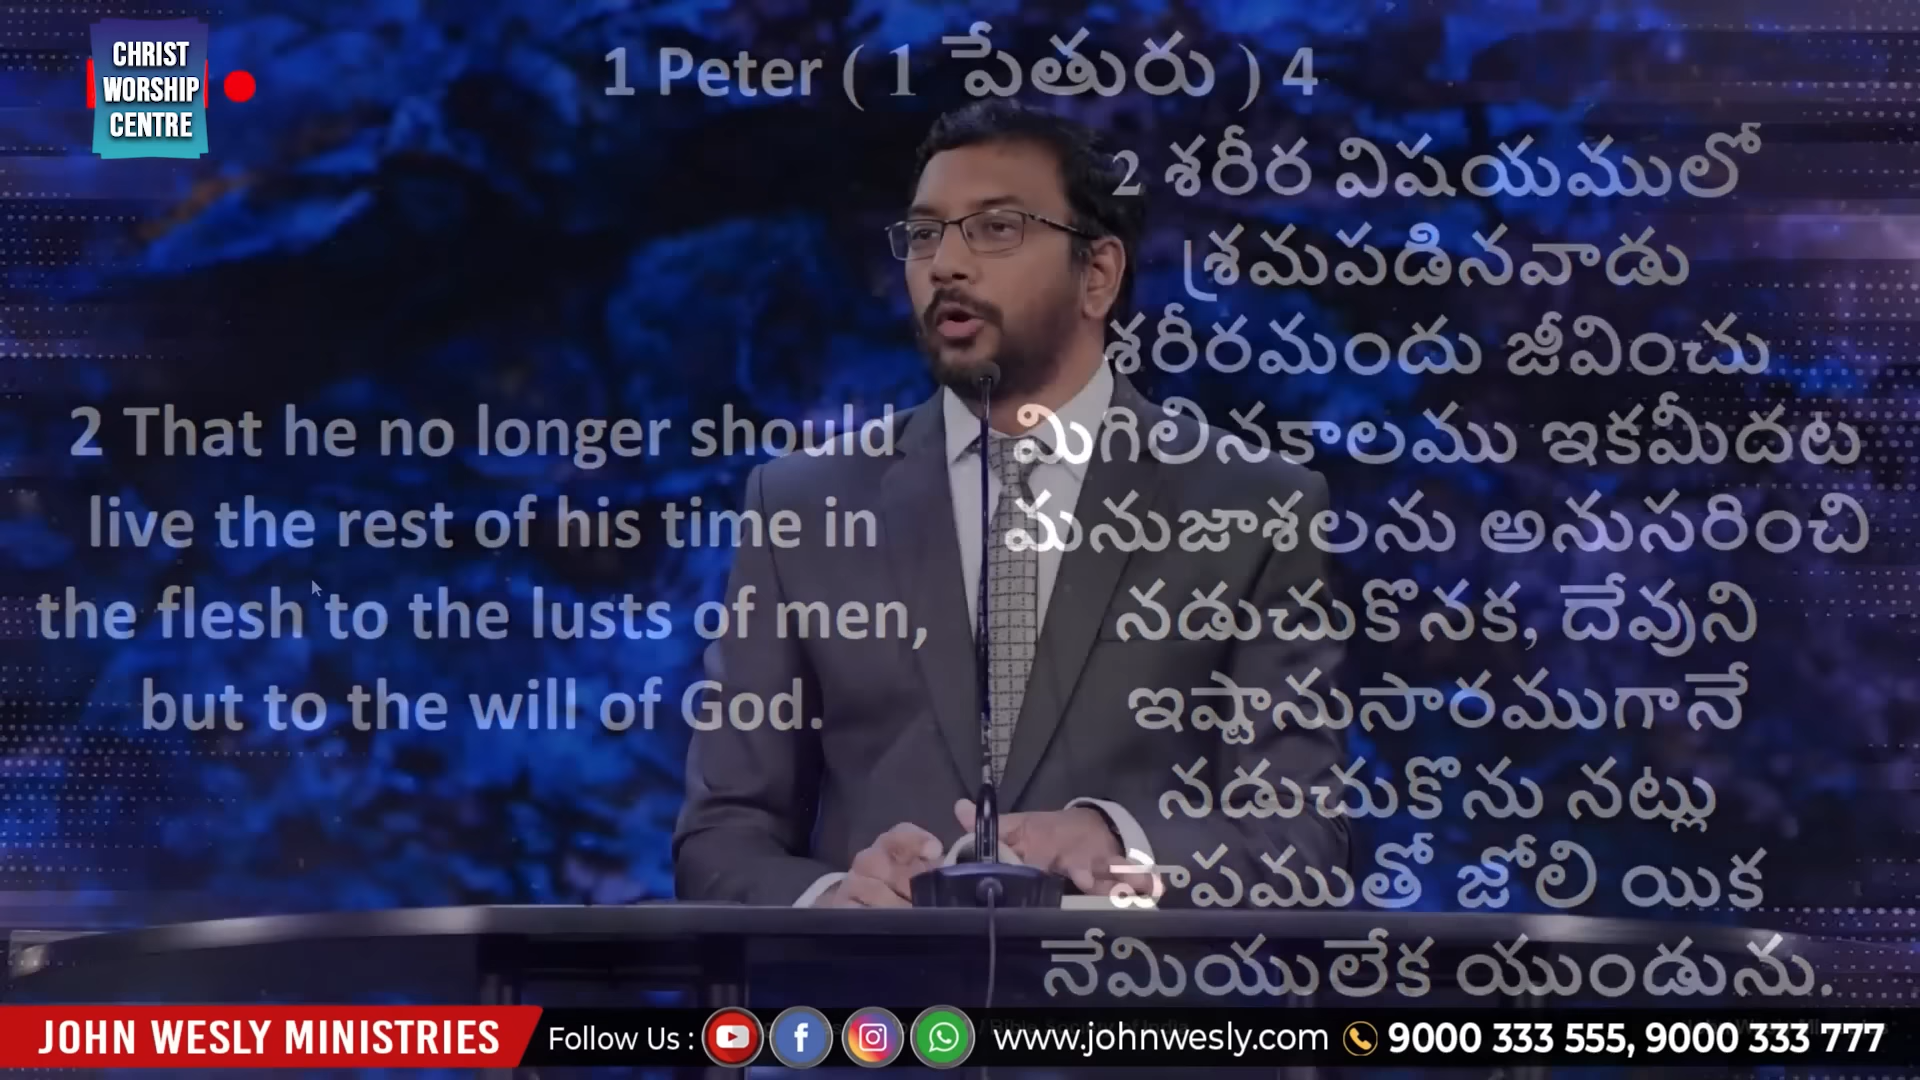 CHRIST
WORSHIP
CENTRE
1 Peter ( 1 పేతురు ) 4
2 That he no longer should
live the rest of his time in
the flesh to the lusts of men,
but to the will of God.
2 శరీర విషయములో
శ్రమపడినవాడు
శరీరమందు జీవించు
మిగిలినకాలము ఇకమీదట
మనుజాశలను అనుసరించి
నడుచుకొనక, దేవుని
ఇష్టానుసారముగానే
నడుచుకొను నట్లు
పాపముతో జోలి యిక
నేమియులేక యుండును.
JOHN WESLY MINISTRIES
Follow Us :
www.johnwesly.com
9000 333 555, 9000 333 777